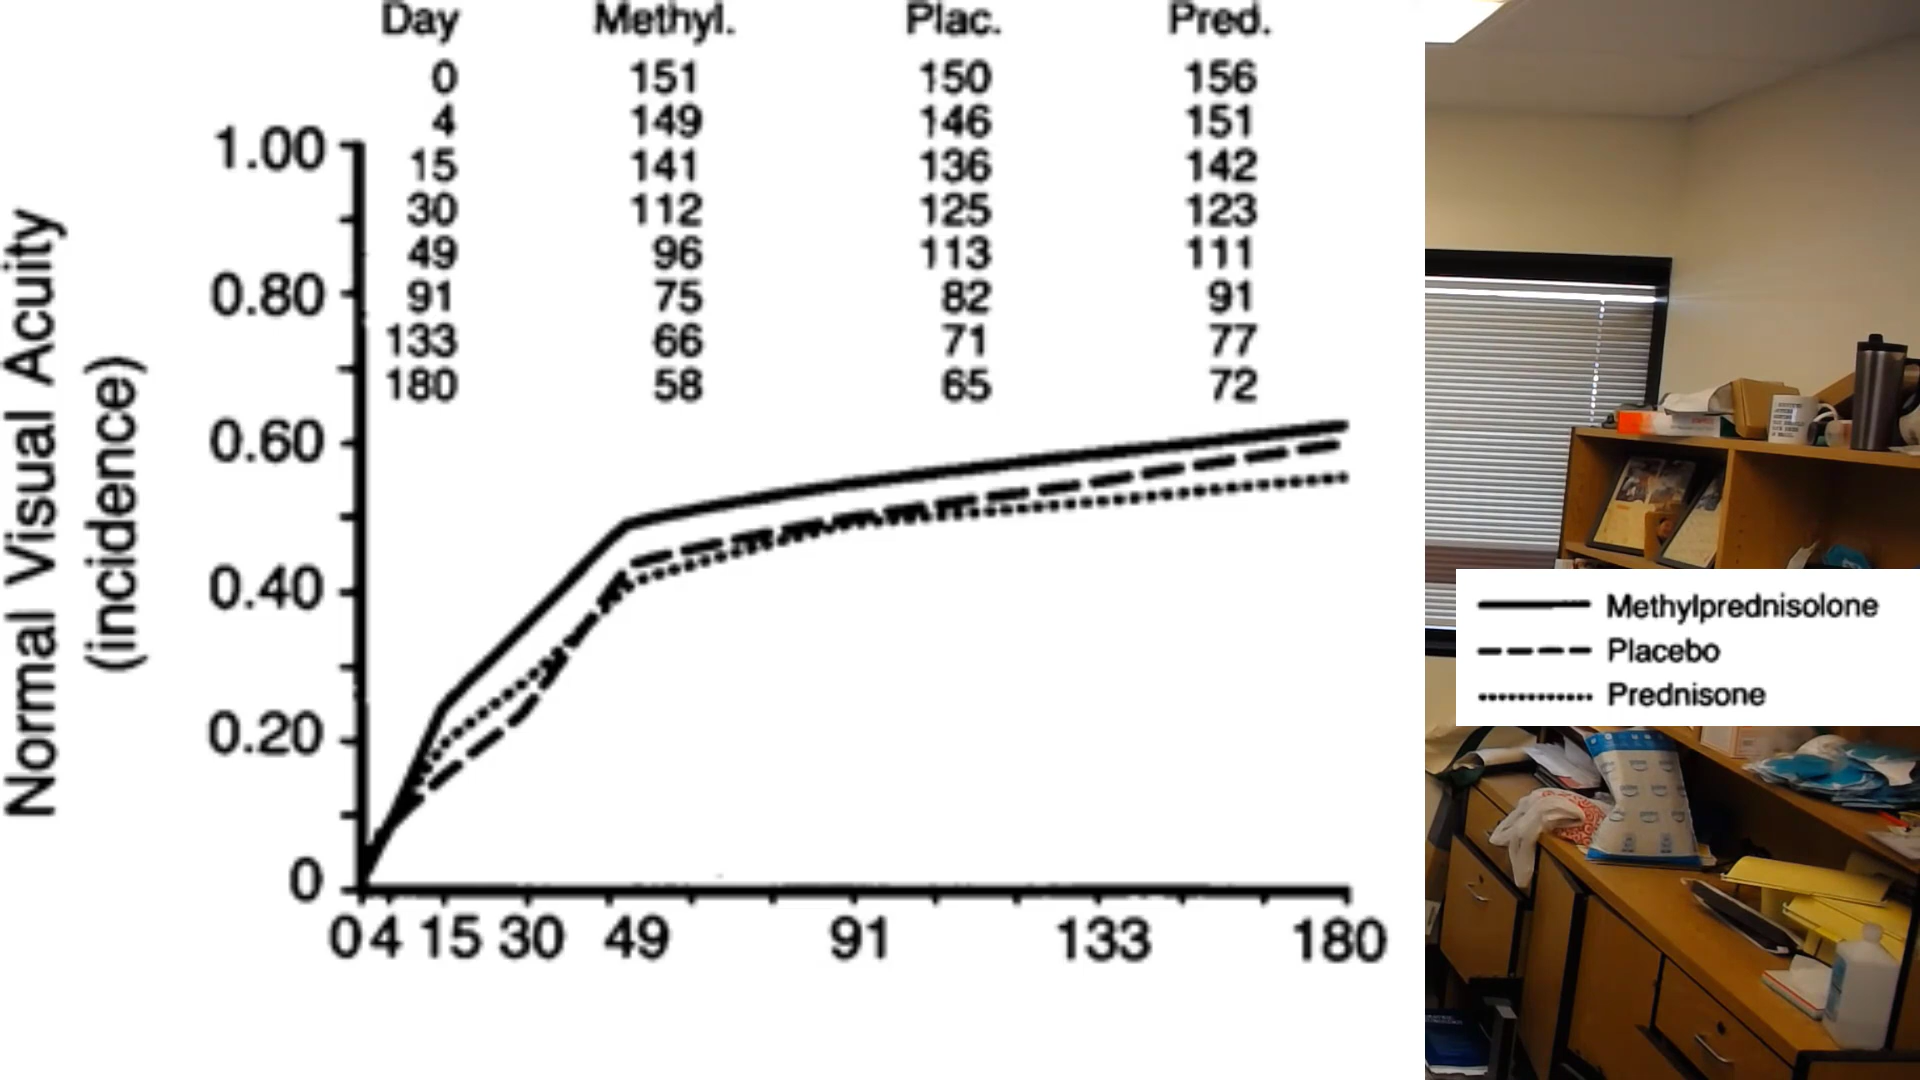 Day Methyl. Plac. Pred.
0 151 150 156
4 149 146 151
15 141 136 142
30 112 125 123
49 96 113 111
91 75 82 91
133 66 71 77
180 58 65 72
Normal Visual Acuity
(incidence)
1.00
0.80
0.60
0.40
0.20
0
0 4 15 30 49 91 133 180
Methylprednisolone
Placebo
Prednisone